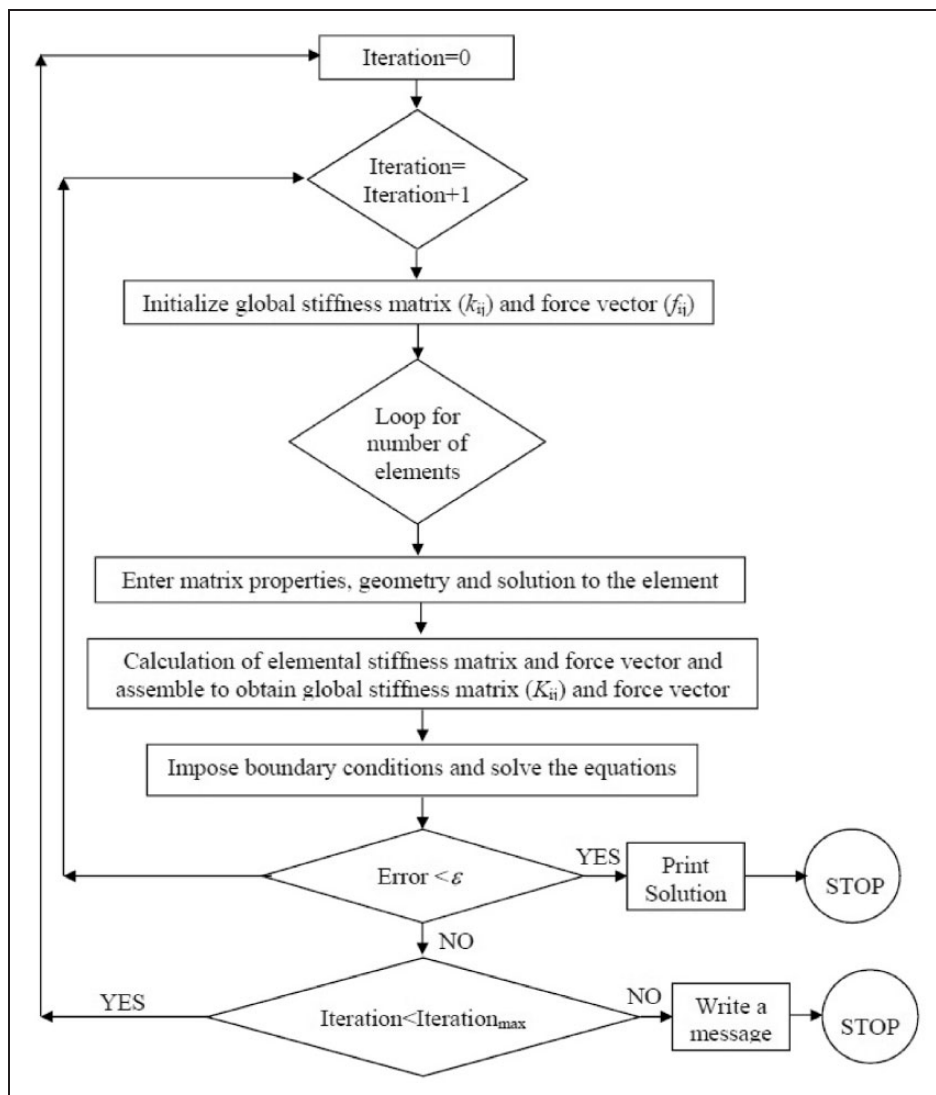 Iteration=0
Iteration=
Iteration+1
Initialize global stiffness matrix (kij) and force vector (fij)
Loop for
number of
elements
Enter matrix properties, geometry and solution to the element
Calculation of elemental stiffness matrix and force vector and
assemble to obtain global stiffness matrix (Kij) and force vector
Impose boundary conditions and solve the equations
Error <ε
YES
Print
Solution
STOP
NO
YES
Iteration<Iterationmax
NO
Write a
message
STOP